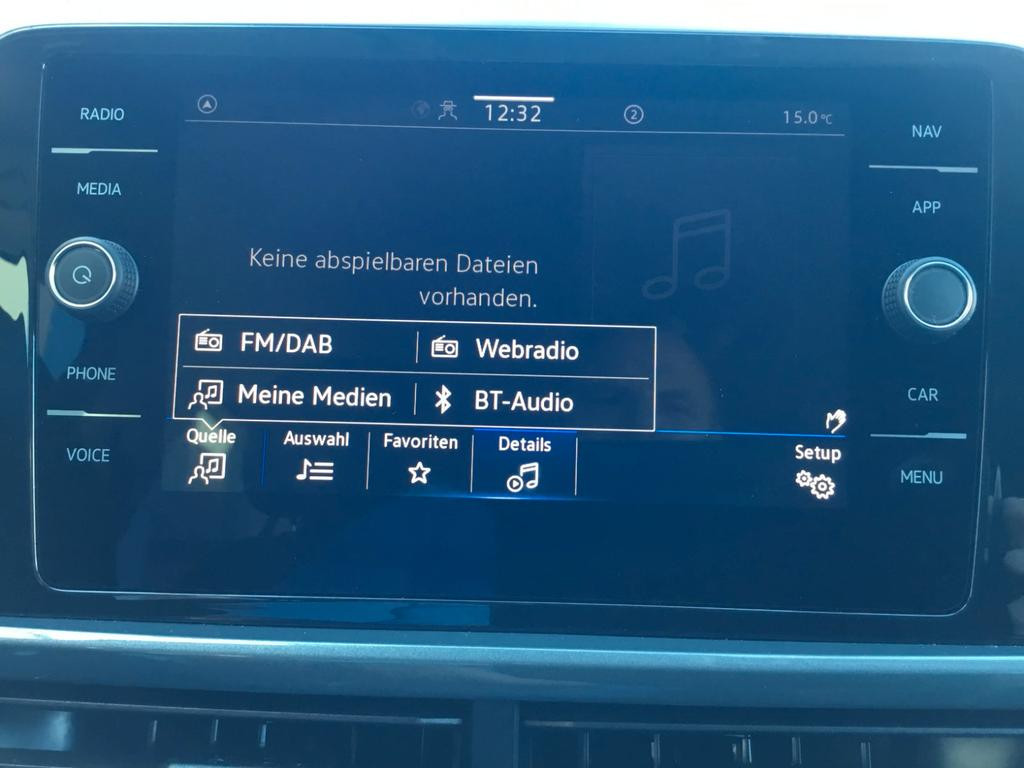 RADIO
MEDIA
PHONE
VOICE
12:32
2
15.0°C
Keine abspielbaren Dateien
vorhanden.
FM/DAB
Webradio
Meine Medien
BT-Audio
Quelle
Auswahl
Favoriten
Details
Setup
NAV
APP
CAR
MENU